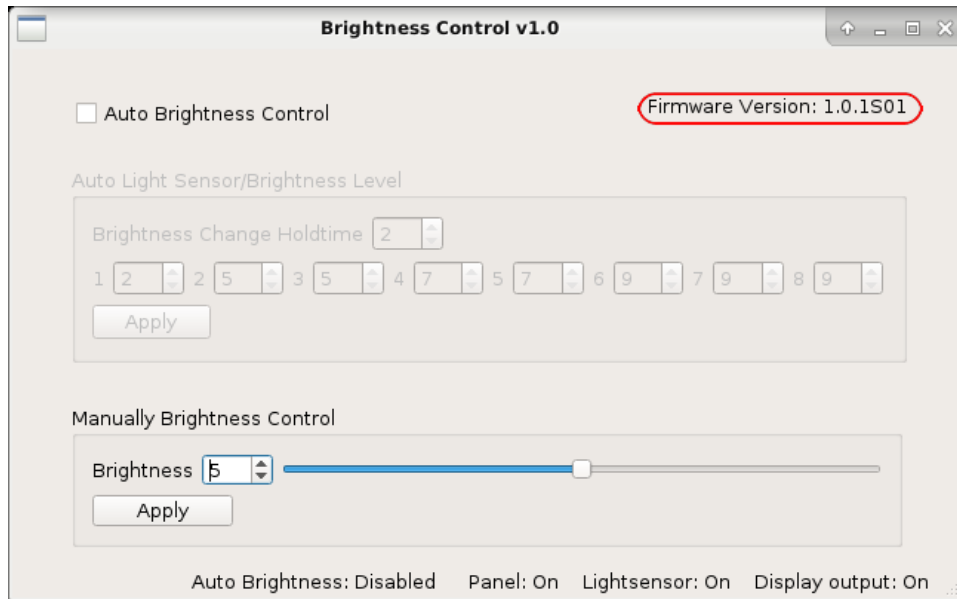 Brightness Control v1.0
Auto Brightness Control
Firmware Version: 1.0.1S01
Auto Light Sensor/Brightness Level
Brightness Change Holdtime 2
1 2 2 5 3 5 4 7 5 7 6 9 7 9 8 9
Apply
Manually Brightness Control
Brightness 5
Apply
Auto Brightness: Disabled Panel: On Lightsensor: On Display output: On